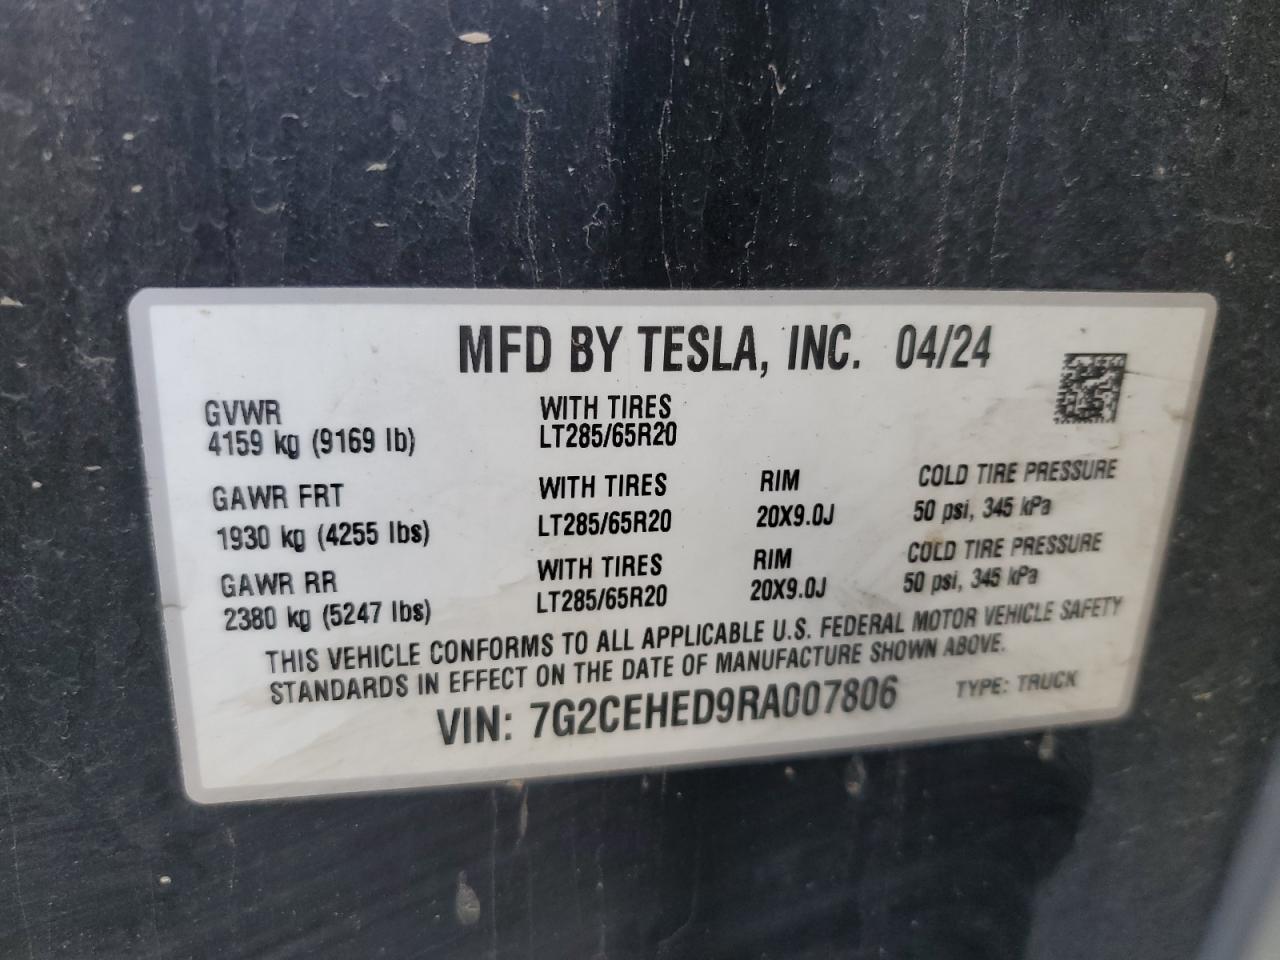 MFD BY TESLA, INC. 04/24
GVWR WITH TIRES
4159 kg (9169 lb) LT285/65R20
GAWR FRT WITH TIRES RIM COLD TIRE PRESSURE
1930 kg (4255 lbs) LT285/65R20 20X9.0J 50 psi, 345 kPa
GAWR RR WITH TIRES RIM COLD TIRE PRESSURE
2380 kg (5247 lbs) LT285/65R20 20X9.0J 50 psi, 345 kPa
THIS VEHICLE CONFORMS TO ALL APPLICABLE U.S. FEDERAL MOTOR VEHICLE SAFETY
STANDARDS IN EFFECT ON THE DATE OF MANUFACTURE SHOWN ABOVE.
VIN: 7G2CEHED9RA007806 TYPE: TRUCK